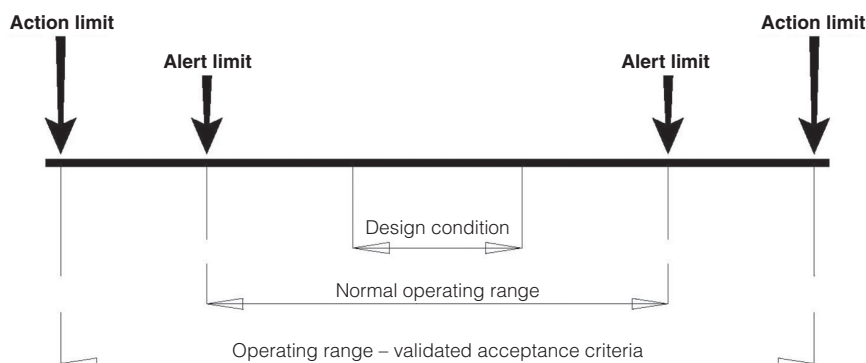 Action limit
Action limit
Alert limit
Alert limit
Design condition
Normal operating range
Operating range – validated acceptance criteria